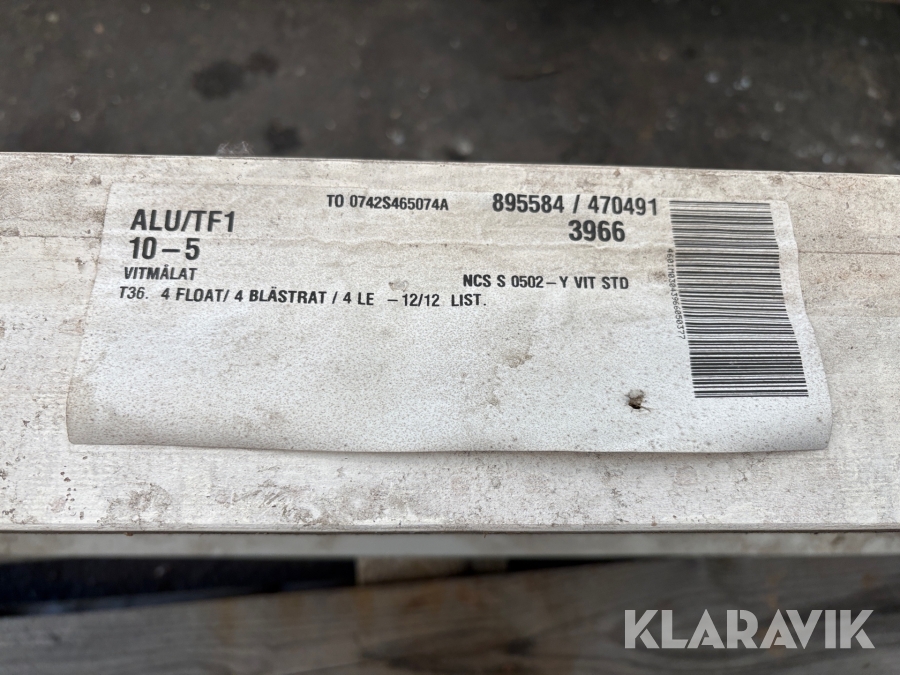 TO 0742S465074A
895584 / 470491
ALU/TF1
3966
10-5
VITMÅLAT
NCS S 0502-Y VIT STD
T36. 4 FLOAT/ 4 BLÄSTRAT / 4 LE -12/12 LIST.
KLARAVIK